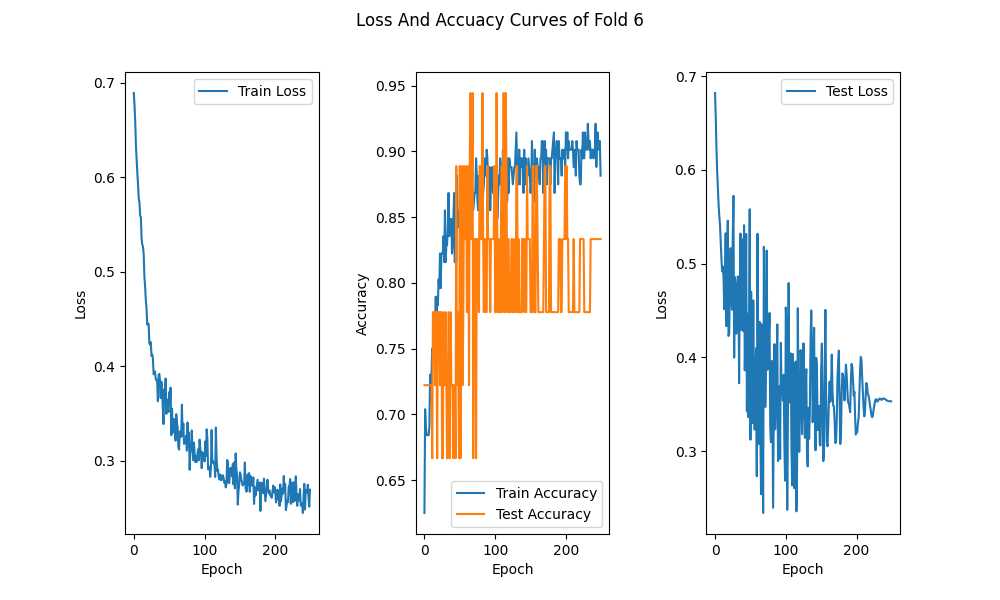 Loss And Accuacy Curves of Fold 6
Train Loss
0.7
0.6
0.5
0.4
0.3
Loss
0
100
200
Epoch
0.95
0.90
0.85
0.80
0.75
0.70
0.65
Accuracy
Train Accuracy
Test Accuracy
0
100
200
Epoch
Test Loss
0.7
0.6
0.5
0.4
0.3
Loss
0
100
200
Epoch